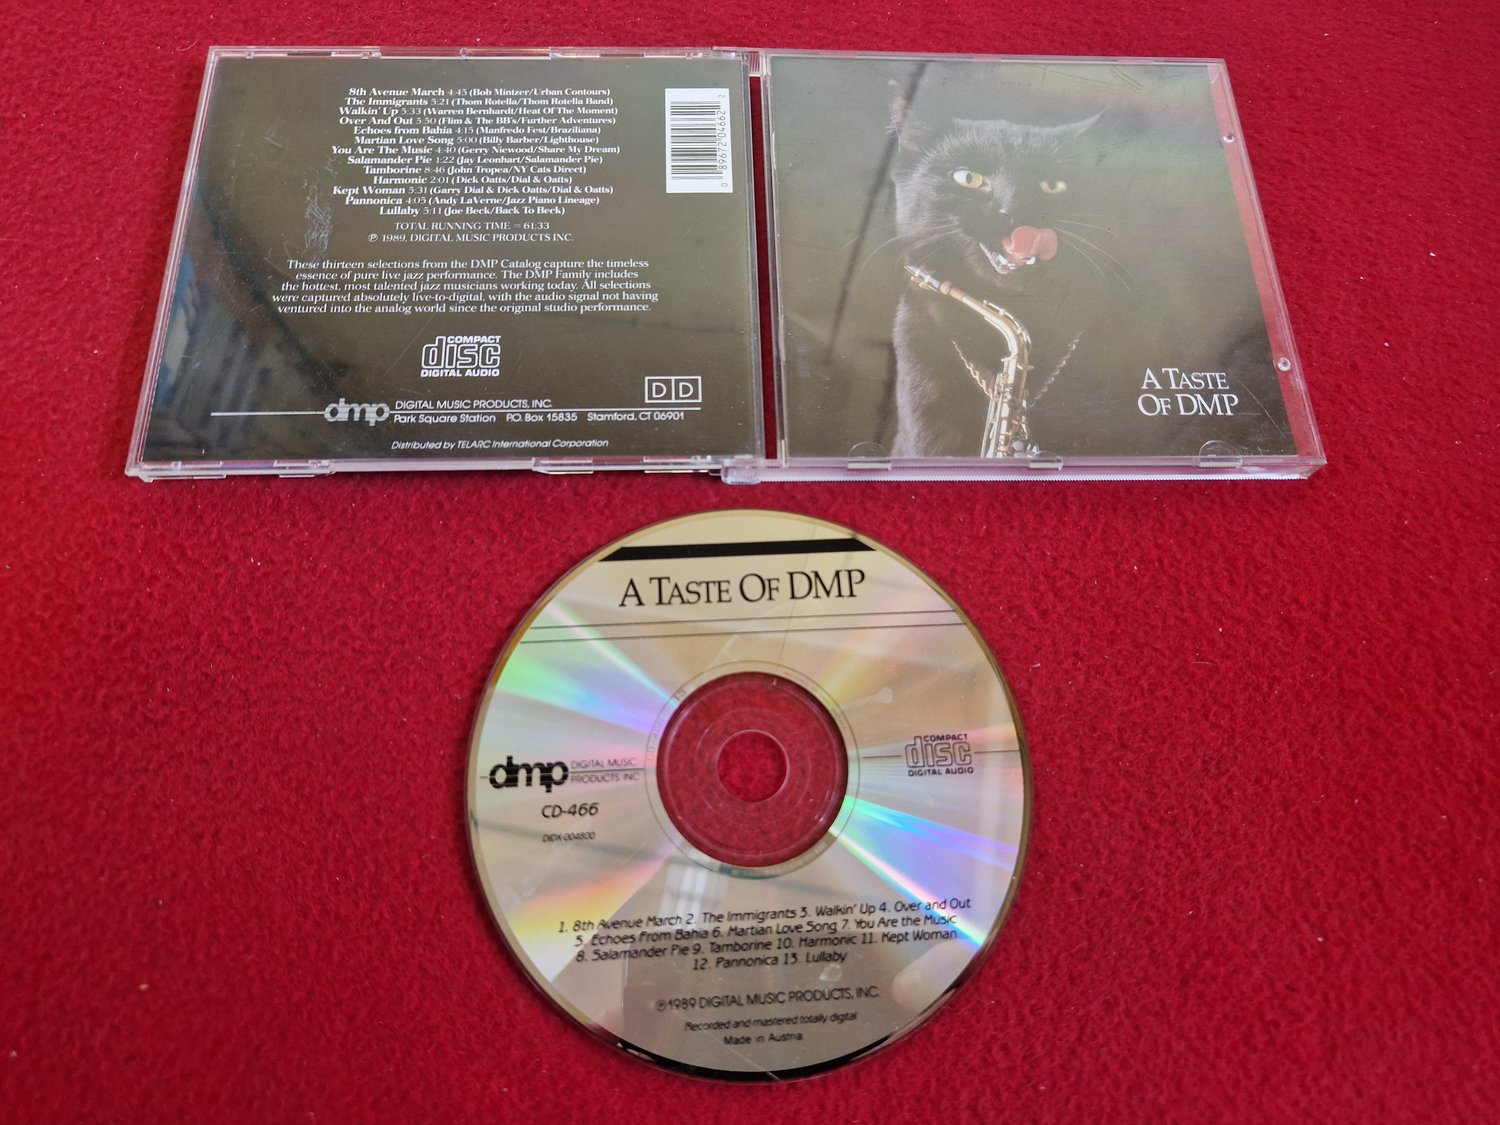 8th Avenue March 4:45 (Bob Mintzer/Urban Contours)
The Immigrants 5:21 (Thom Rotella/Thom Rotella Band)
Walkin' Up 5:33 (Warren Bernhardt/Heat Of The Moment)
Over And Out 5:50 (Flim & The BB's/Further Adventures)
Echoes from Bahia 4:15 (Manfredo Fest/Braziliana)
Martian Love Song 5:00 (Billy Barber/Lighthouse)
You Are The Music 4:40 (Gerry Niewood/Share My Dream)
Salamander Pie 1:22 (Jay Leonhart/Salamander Pie)
Tamborine 8:46 (John Tropea/NY Cats Direct)
Harmonic 2:01 (Dick Oatts/Dial & Oatts)
Kept Woman 5:31 (Garry Dial & Dick Oatts/Dial & Oatts)
Pannonica 4:05 (Andy LaVerne/Jazz Piano Lineage)
Lullaby 5:11 (Joe Beck/Back To Beck)
TOTAL RUNNING TIME = 61:33
℗ 1989, DIGITAL MUSIC PRODUCTS INC.
These thirteen selections from the DMP Catalog capture the timeless
essence of pure live jazz performance. The DMP Family includes
the hottest, most talented jazz musicians working today. All selections
were captured absolutely live-to-digital, with the audio signal not having
ventured into the analog world since the original studio performance.
COMPACT
disc
DIGITAL AUDIO
DD
dmp DIGITAL MUSIC PRODUCTS, INC.
Park Square Station P.O. Box 15835 Stamford, CT 06901
Distributed by TELARC International Corporation
0 89672 04662 2
A TASTE
OF DMP
A TASTE OF DMP
dmp DIGITAL MUSIC
PRODUCTS, INC
CD-466
DIDX-004800
COMPACT
disc
DIGITAL AUDIO
1. 8th Avenue March 2. The Immigrants 3. Walkin' Up 4. Over and Out
5. Echoes From Bahia 6. Martian Love Song 7. You Are the Music
8. Salamander Pie 9. Tamborine 10. Harmonic 11. Kept Woman
12. Pannonica 13. Lullaby
℗1989 DIGITAL MUSIC PRODUCTS, INC.
Recorded and mastered totally digital
Made in Austria